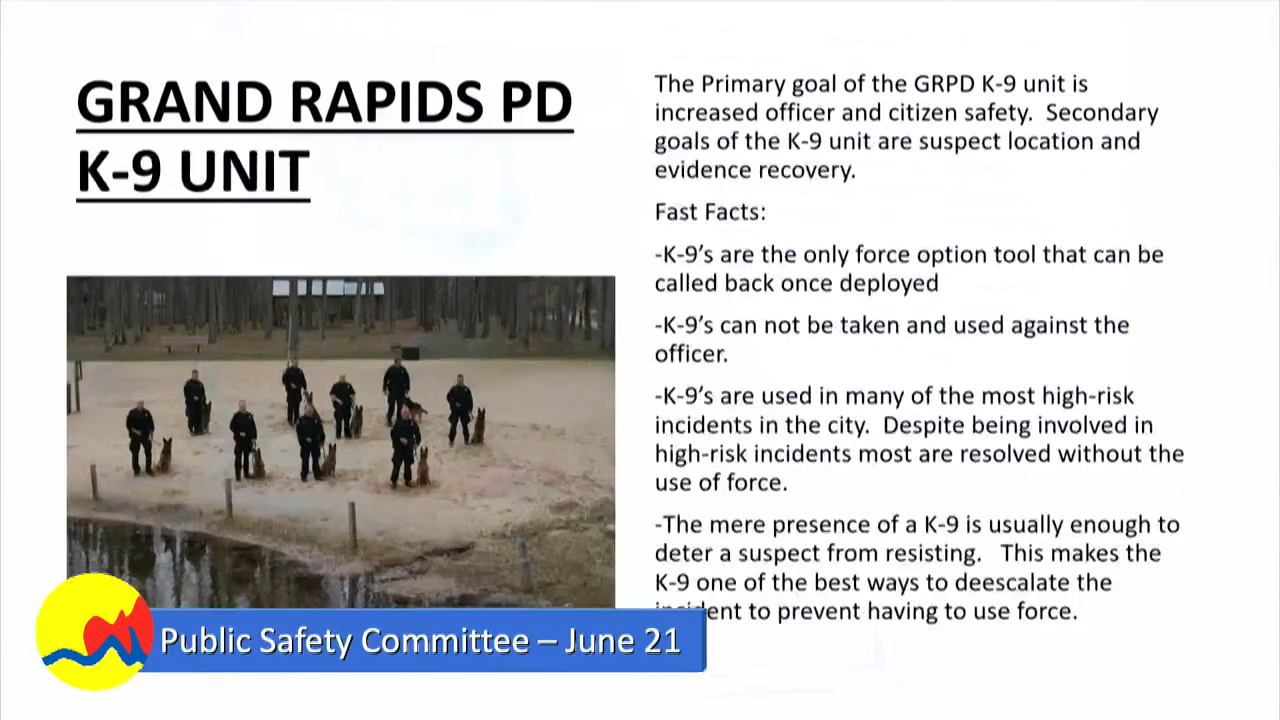 GRAND RAPIDS PD
K-9 UNIT
The Primary goal of the GRPD K-9 unit is
increased officer and citizen safety.  Secondary
goals of the K-9 unit are suspect location and
evidence recovery.
Fast Facts:
-K-9’s are the only force option tool that can be
called back once deployed
-K-9’s can not be taken and used against the
officer.
-K-9’s are used in many of the most high-risk
incidents in the city.  Despite being involved in
high-risk incidents most are resolved without the
use of force.
-The mere presence of a K-9 is usually enough to
deter a suspect from resisting.   This makes the
K-9 one of the best ways to deescalate the
incident to prevent having to use force.
Public Safety Committee – June 21